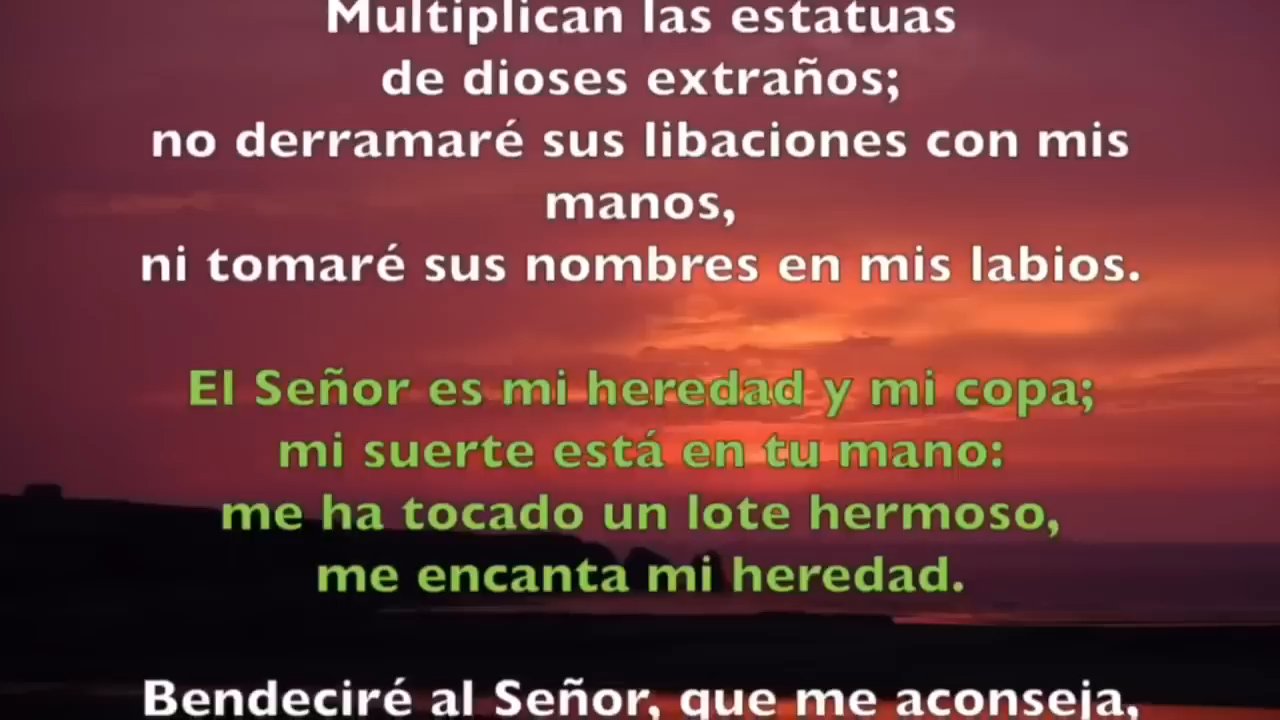 Multiplican las estatuas
de dioses extraños;
no derramaré sus libaciones con mis
manos,
ni tomaré sus nombres en mis labios.
El Señor es mi heredad y mi copa;
mi suerte está en tu mano:
me ha tocado un lote hermoso,
me encanta mi heredad.
Bendeciré al Señor, que me aconseja,